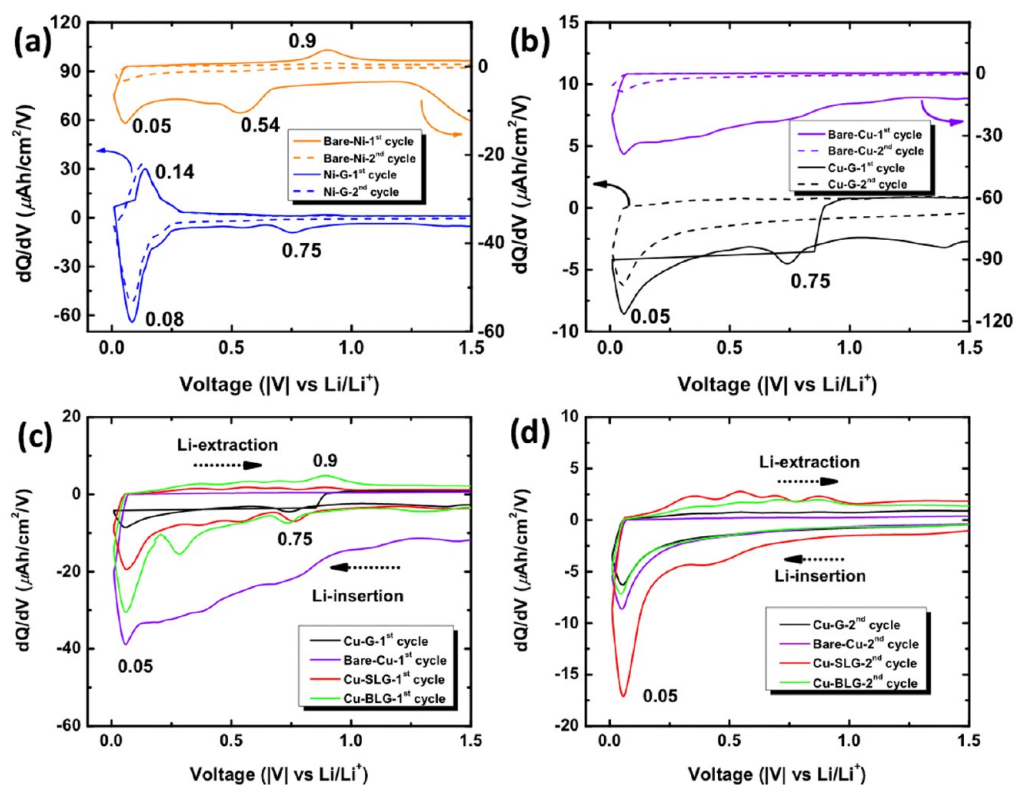 (a)
120
90
60
30
0
-30
-60
dQ/dV (µAh/cm²/V)
0.9
0.05
0.54
Bare-Ni-1st cycle
Bare-Ni-2nd cycle
Ni-G-1st cycle
Ni-G-2nd cycle
0.14
0.75
0.08
0
-20
-40
-60
dQ/dV (µAh/cm²/V)
0.0 0.5 1.0 1.5
Voltage (|V| vs Li/Li⁺)
(b)
15
10
5
0
-5
-10
dQ/dV (µAh/cm²/V)
Bare-Cu-1st cycle
Bare-Cu-2nd cycle
Cu-G-1st cycle
Cu-G-2nd cycle
0.75
0.05
0
-30
-60
-90
-120
dQ/dV (µAh/cm²/V)
0.0 0.5 1.0 1.5
Voltage (|V| vs Li/Li⁺)
(c)
20
0
-20
-40
-60
dQ/dV (µAh/cm²/V)
Li-extraction
0.9
0.75
Li-insertion
0.05
Cu-G-1st cycle
Bare-Cu-1st cycle
Cu-SLG-1st cycle
Cu-BLG-1st cycle
0.0 0.5 1.0 1.5
Voltage (|V| vs Li/Li⁺)
(d)
10
5
0
-5
-10
-15
-20
dQ/dV (µAh/cm²/V)
Li-extraction
Li-insertion
0.05
Cu-G-2nd cycle
Bare-Cu-2nd cycle
Cu-SLG-2nd cycle
Cu-BLG-2nd cycle
0.0 0.5 1.0 1.5
Voltage (|V| vs Li/Li⁺)